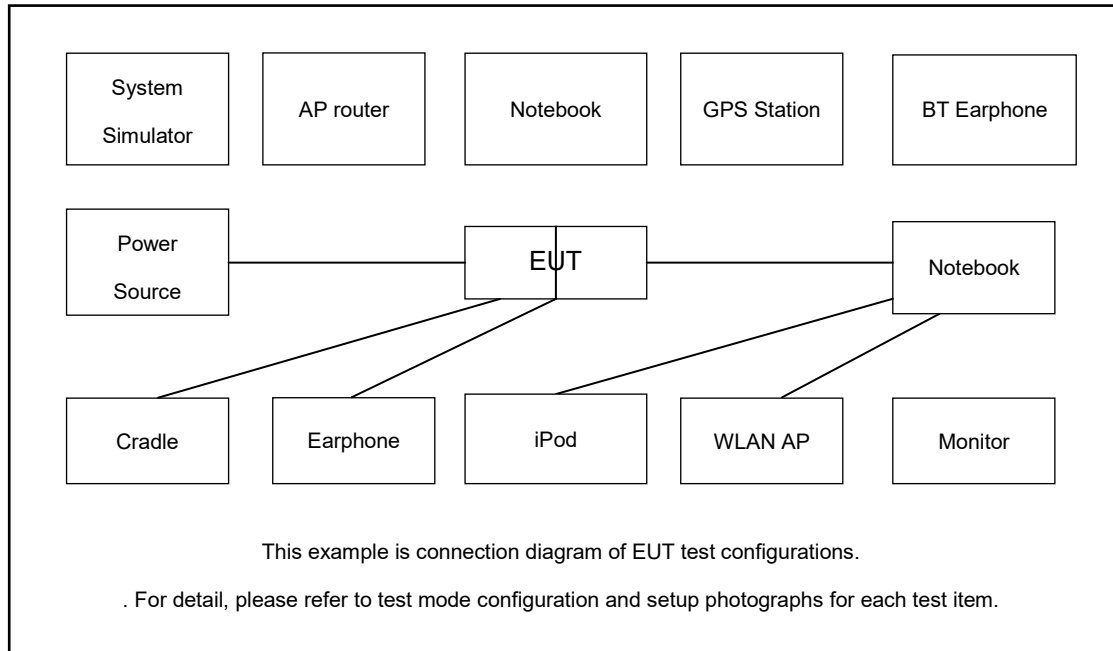 System
Simulator
AP router
Notebook
GPS Station
BT Earphone
Power
Source
EUT
Notebook
Cradle
Earphone
iPod
WLAN AP
Monitor
This example is connection diagram of EUT test configurations.
. For detail, please refer to test mode configuration and setup photographs for each test item.